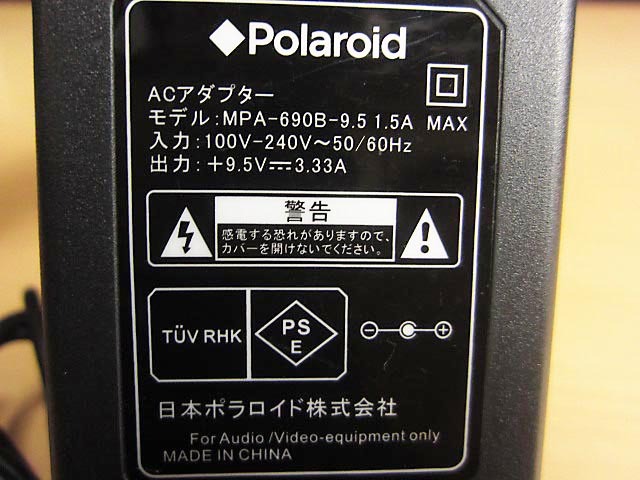 Polaroid
ACアダプター
モデル:MPA-690B-9.5 1.5A MAX
入力:100V-240V～50/60Hz
出力:+9.5V⎓3.33A
警告
感電する恐れがありますので、
カバーを開けないでください。
TÜV RHK
PS
E
日本ポラロイド株式会社
For Audio /Video-equipment only
MADE IN CHINA